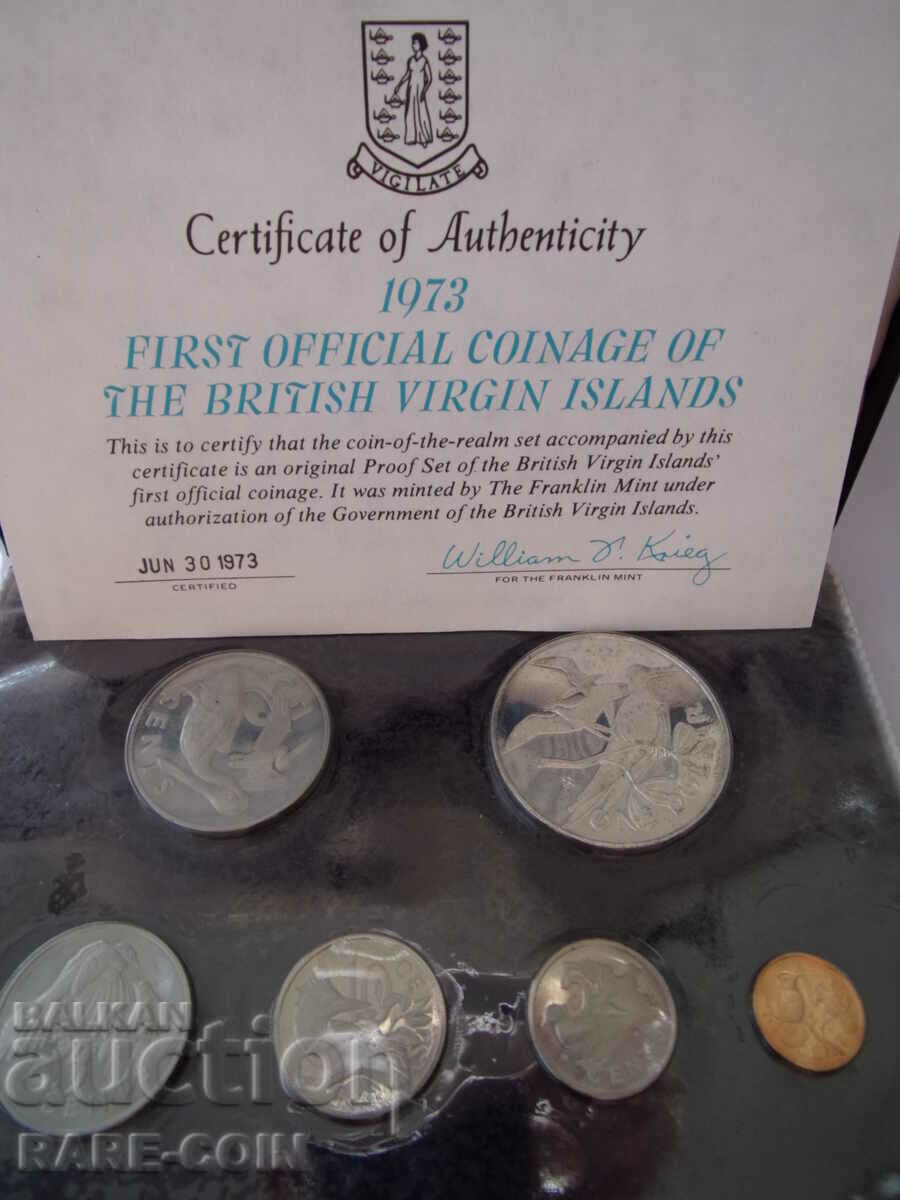 VIGILATE
Certificate of Authenticity
1973
FIRST OFFICIAL COINAGE OF
THE BRITISH VIRGIN ISLANDS
This is to certify that the coin-of-the-realm set accompanied by this
certificate is an original Proof Set of the British Virgin Islands'
first official coinage. It was minted by The Franklin Mint under
authorization of the Government of the British Virgin Islands.
JUN 30 1973
CERTIFIED
William T. Krieg
FOR THE FRANKLIN MINT
CENTS
BALKAN
auction
RARE-COIN